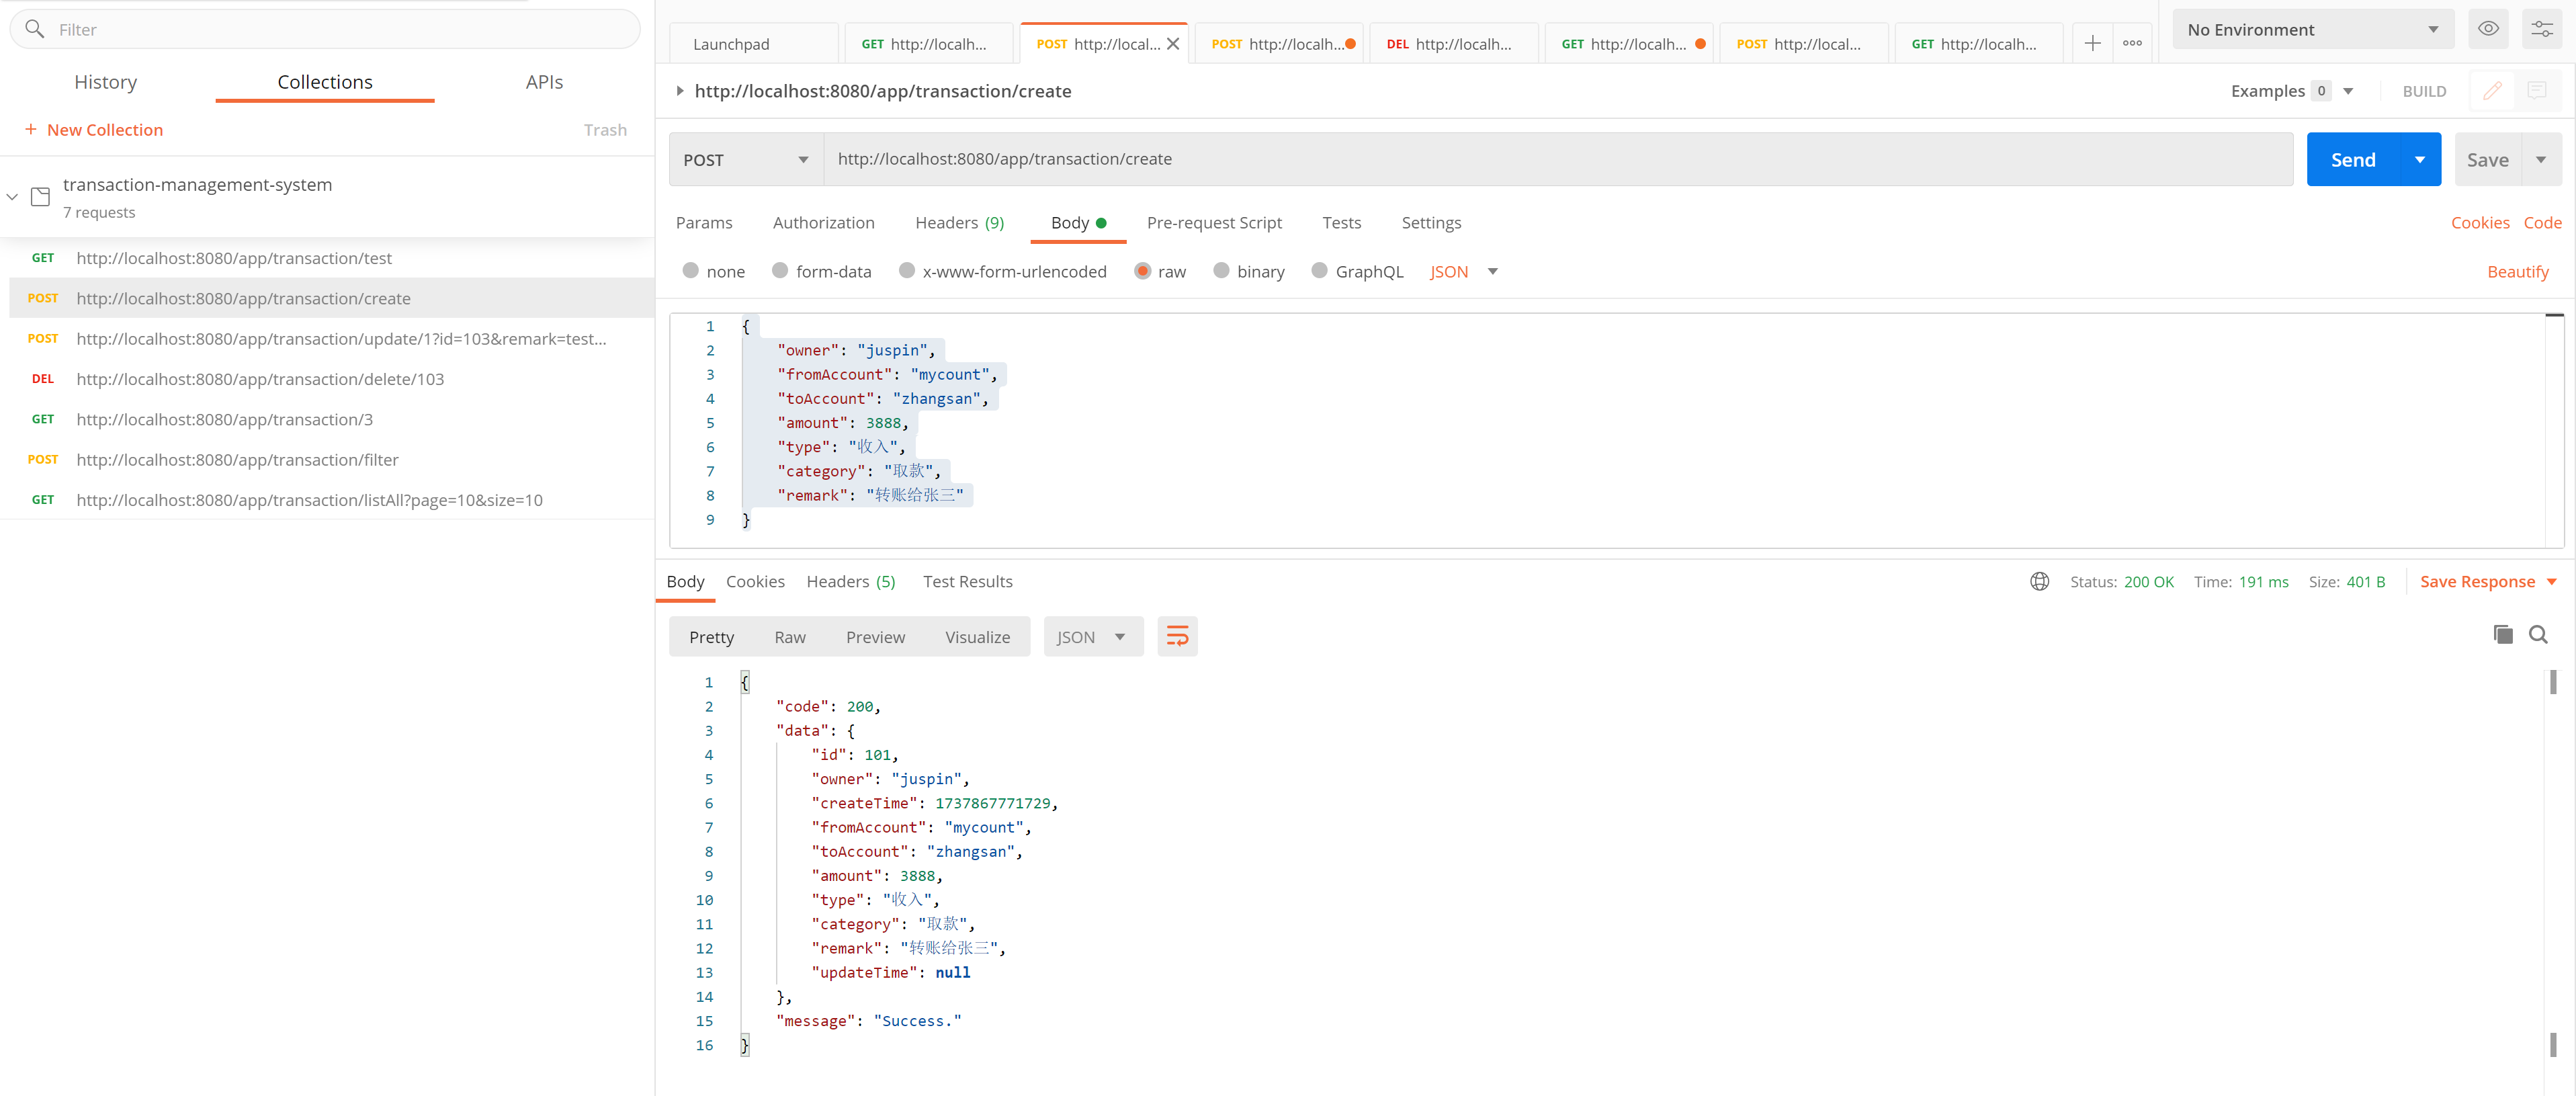 Filter
History Collections APIs
+ New Collection Trash
transaction-management-system
7 requests
GET http://localhost:8080/app/transaction/test
POST http://localhost:8080/app/transaction/create
POST http://localhost:8080/app/transaction/update/1?id=103&remark=test...
DEL http://localhost:8080/app/transaction/delete/103
GET http://localhost:8080/app/transaction/3
POST http://localhost:8080/app/transaction/filter
GET http://localhost:8080/app/transaction/listAll?page=10&size=10
Launchpad GET http://localh... POST http://local... POST http://localh... DEL http://localh... GET http://localh... POST http://local... GET http://localh... No Environment
http://localhost:8080/app/transaction/create Examples 0 BUILD
POST http://localhost:8080/app/transaction/create Send Save
Params Authorization Headers (9) Body Pre-request Script Tests Settings Cookies Code
none form-data x-www-form-urlencoded raw binary GraphQL JSON Beautify
1 {
2 "owner": "juspin",
3 "fromAccount": "mycount",
4 "toAccount": "zhangsan",
5 "amount": 3888,
6 "type": "收入",
7 "category": "取款",
8 "remark": "转账给张三"
9 }
Body Cookies Headers (5) Test Results Status: 200 OK Time: 191 ms Size: 401 B Save Response
Pretty Raw Preview Visualize JSON
1 {
2 "code": 200,
3 "data": {
4 "id": 101,
5 "owner": "juspin",
6 "createTime": 1737867771729,
7 "fromAccount": "mycount",
8 "toAccount": "zhangsan",
9 "amount": 3888,
10 "type": "收入",
11 "category": "取款",
12 "remark": "转账给张三",
13 "updateTime": null
14 },
15 "message": "Success."
16 }